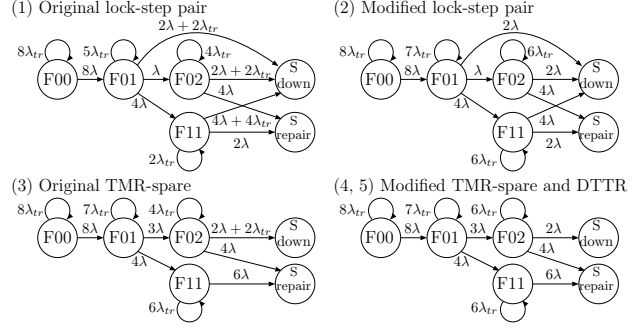 (1) Original lock-step pair
2λ + 2λtr
8λtr 5λtr 4λtr
F00 8λ F01 λ F02 2λ + 2λtr S down
4λ 4λ
F11 4λ + 4λtr S repair
2λ
2λtr
(2) Modified lock-step pair
2λ
8λtr 7λtr 6λtr
F00 8λ F01 λ F02 2λ S down
4λ 4λ
F11 4λ S repair
2λ
6λtr
(3) Original TMR-spare
8λtr 7λtr 4λtr
F00 8λ F01 3λ F02 2λ + 2λtr S down
4λ 4λ
F11 6λ S repair
6λtr
(4, 5) Modified TMR-spare and DTTR
8λtr 7λtr 6λtr
F00 8λ F01 3λ F02 2λ S down
4λ 4λ
F11 6λ S repair
6λtr